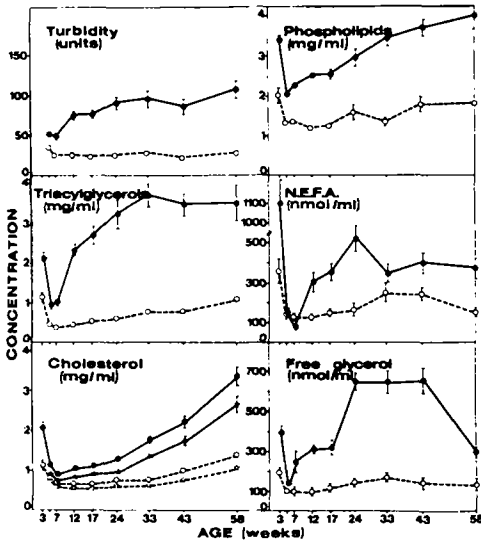 Turbidity
(units)
150
100
50
0
Phospholipids
(mg/ml)
4
3
2
1
0
Triacylglycerols
(mg/ml)
4
3
2
1
0
N.E.F.A.
(nmol/ml)
1100
1000
500
300
100
Cholesterol
(mg/ml)
4
3
2
1
0
Free glycerol
(nmol/ml)
700
500
300
100
CONCENTRATION
3 7 12 17 24 33 43 58
3 7 12 17 24 33 43 58
AGE (weeks)